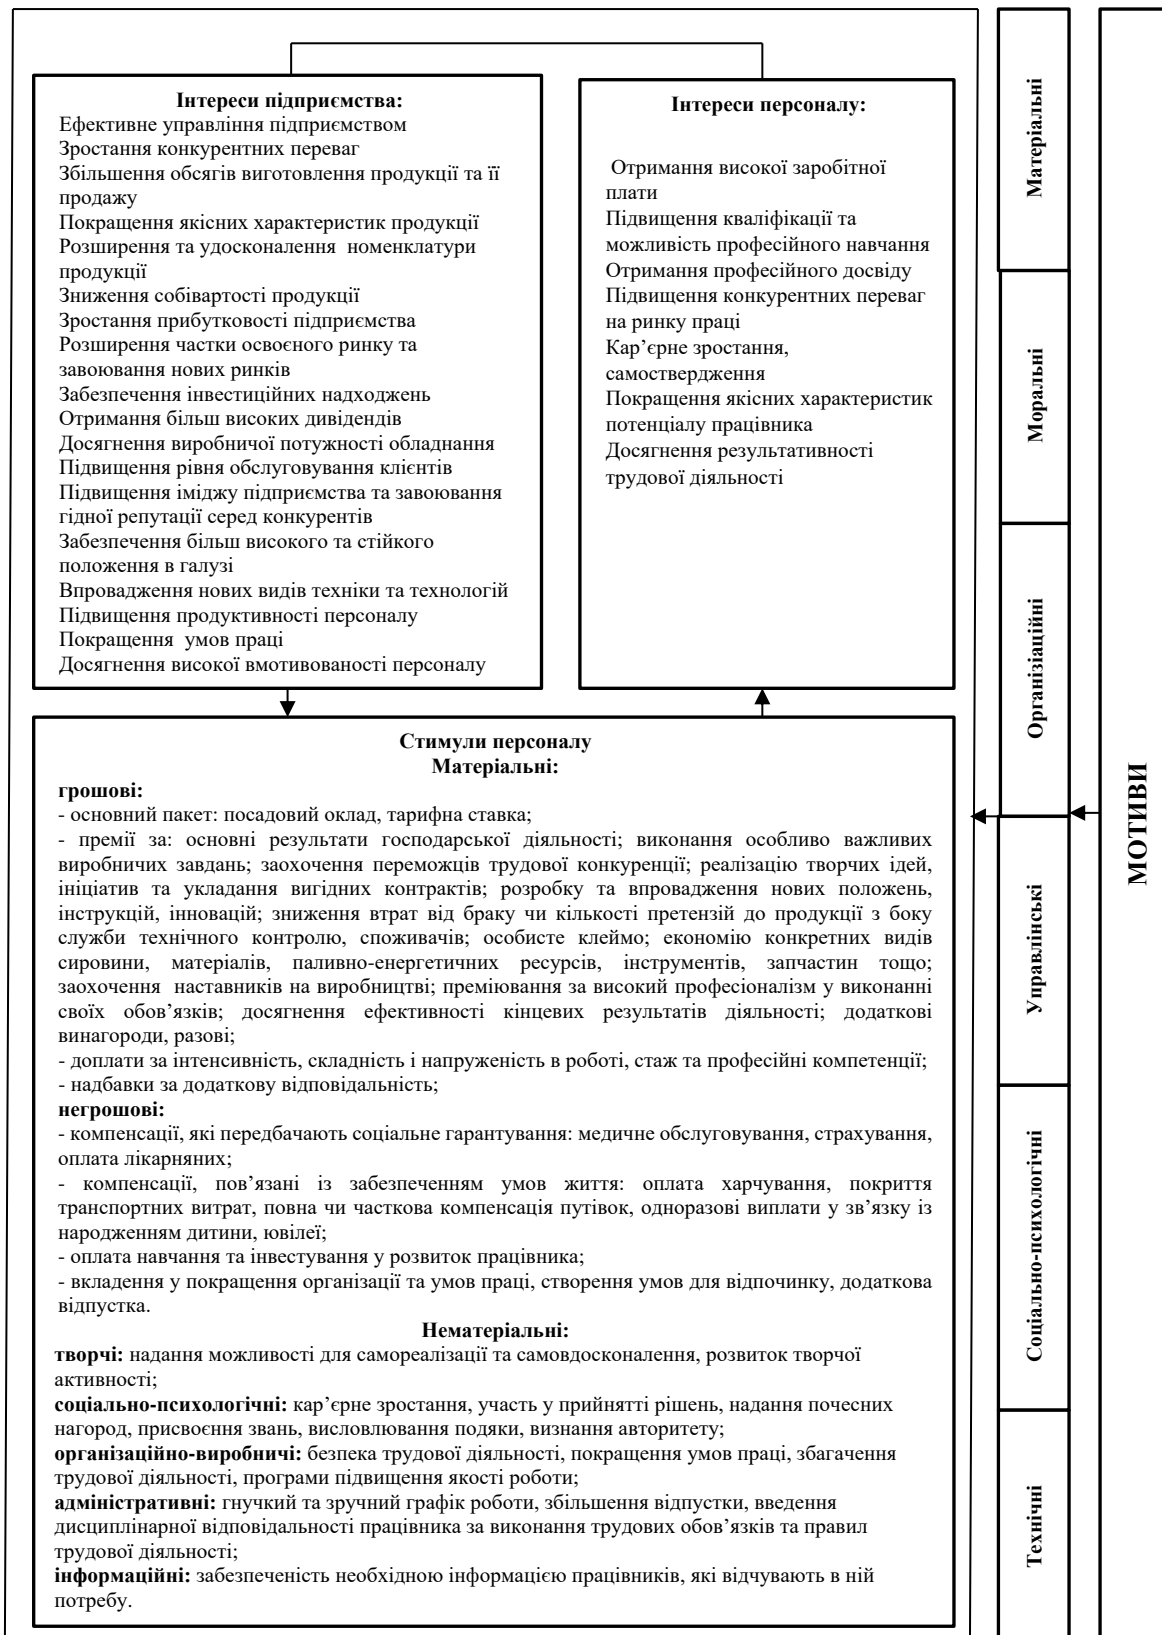 Інтереси підприємства:
Ефективне управління підприємством
Зростання конкурентних переваг
Збільшення обсягів виготовлення продукції та її
продажу
Покращення якісних характеристик продукції
Розширення та удосконалення номенклатури
продукції
Зниження собівартості продукції
Зростання прибутковості підприємства
Розширення частки освоєного ринку та
завоювання нових ринків
Забезпечення інвестиційних надходжень
Отримання більш високих дивідендів
Досягнення виробничої потужності обладнання
Підвищення рівня обслуговування клієнтів
Підвищення іміджу підприємства та завоювання
гідної репутації серед конкурентів
Забезпечення більш високого та стійкого
положення в галузі
Впровадження нових видів техніки та технологій
Підвищення продуктивності персоналу
Покращення умов праці
Досягнення високої вмотивованості персоналу
Інтереси персоналу:
Отримання високої заробітної
плати
Підвищення кваліфікації та
можливість професійного навчання
Отримання професійного досвіду
Підвищення конкурентних переваг
на ринку праці
Кар’єрне зростання,
самоствердження
Покращення якісних характеристик
потенціалу працівника
Досягнення результативності
трудової діяльності
Стимули персоналу
Матеріальні:
грошові:
- основний пакет: посадовий оклад, тарифна ставка;
- премії за: основні результати господарської діяльності; виконання особливо важливих
виробничих завдань; заохочення переможців трудової конкуренції; реалізацію творчих ідей,
ініціатив та укладання вигідних контрактів; розробку та впровадження нових положень,
інструкцій, інновацій; зниження втрат від браку чи кількості претензій до продукції з боку
служби технічного контролю, споживачів; особисте клеймо; економію конкретних видів
сировини, матеріалів, паливно-енергетичних ресурсів, інструментів, запчастин тощо;
заохочення наставників на виробництві; преміювання за високий професіоналізм у виконанні
своїх обов’язків; досягнення ефективності кінцевих результатів діяльності; додаткові
винагороди, разові;
- доплати за інтенсивність, складність і напруженість в роботі, стаж та професійні компетенції;
- надбавки за додаткову відповідальність;
негрошові:
- компенсації, які передбачають соціальне гарантування: медичне обслуговування, страхування,
оплата лікарняних;
- компенсації, пов’язані із забезпеченням умов життя: оплата харчування, покриття
транспортних витрат, повна чи часткова компенсація путівок, одноразові виплати у зв’язку із
народженням дитини, ювілеї;
- оплата навчання та інвестування у розвиток працівника;
- вкладення у покращення організації та умов праці, створення умов для відпочинку, додаткова
відпустка.
Нематеріальні:
творчі: надання можливості для самореалізації та самовдосконалення, розвиток творчої
активності;
соціально-психологічні: кар’єрне зростання, участь у прийнятті рішень, надання почесних
нагород, присвоєння звань, висловлювання подяки, визнання авторитету;
організаційно-виробничі: безпека трудової діяльності, покращення умов праці, збагачення
трудової діяльності, програми підвищення якості роботи;
адміністративні: гнучкий та зручний графік роботи, збільшення відпустки, введення
дисциплінарної відповідальності працівника за виконання трудових обов’язків та правил
трудової діяльності;
інформаційні: забезпеченість необхідною інформацією працівників, які відчувають в ній
потребу.
Матеріальні
Моральні
Організіаційні
Управлінські
Соціально-психологічні
Технічні
МОТИВИ